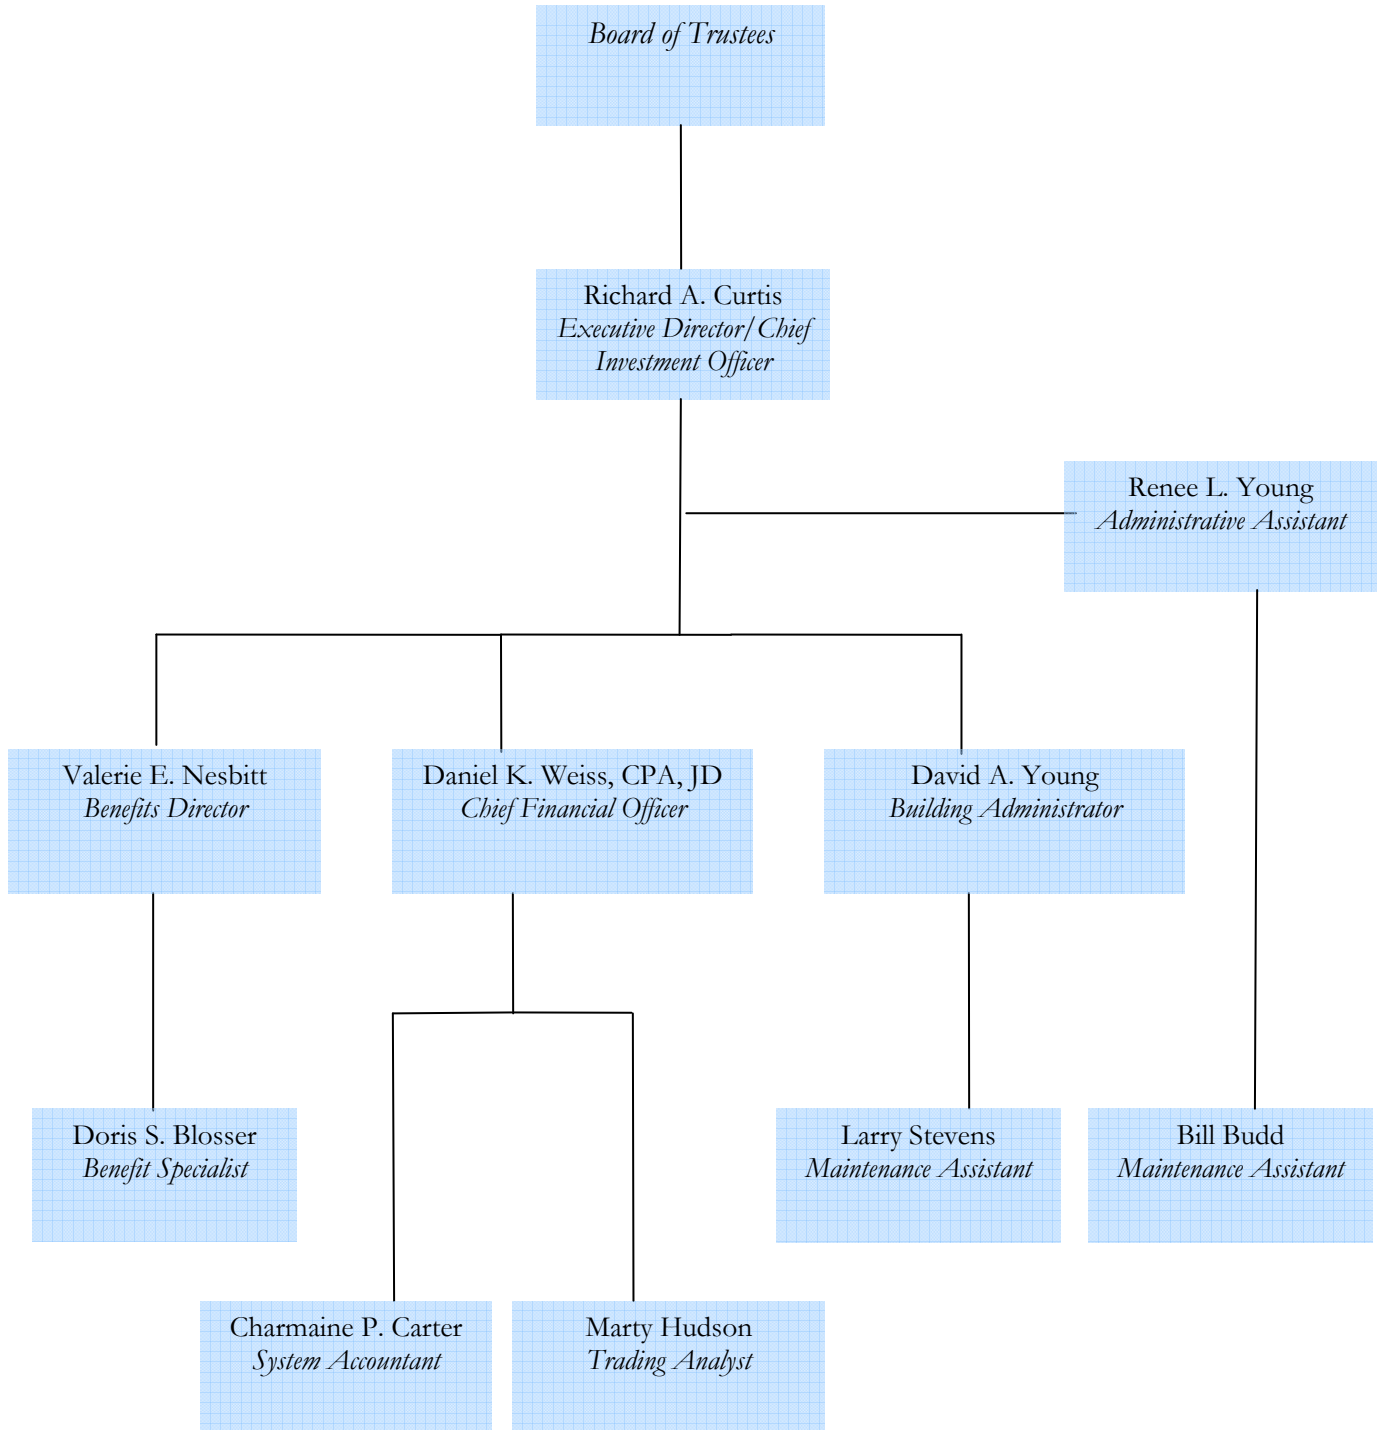 Board of Trustees
Richard A. Curtis
Executive Director/Chief
Investment Officer
Renee L. Young
Administrative Assistant
Valerie E. Nesbitt
Benefits Director
Daniel K. Weiss, CPA, JD
Chief Financial Officer
David A. Young
Building Administrator
Doris S. Blosser
Benefit Specialist
Larry Stevens
Maintenance Assistant
Bill Budd
Maintenance Assistant
Charmaine P. Carter
System Accountant
Marty Hudson
Trading Analyst